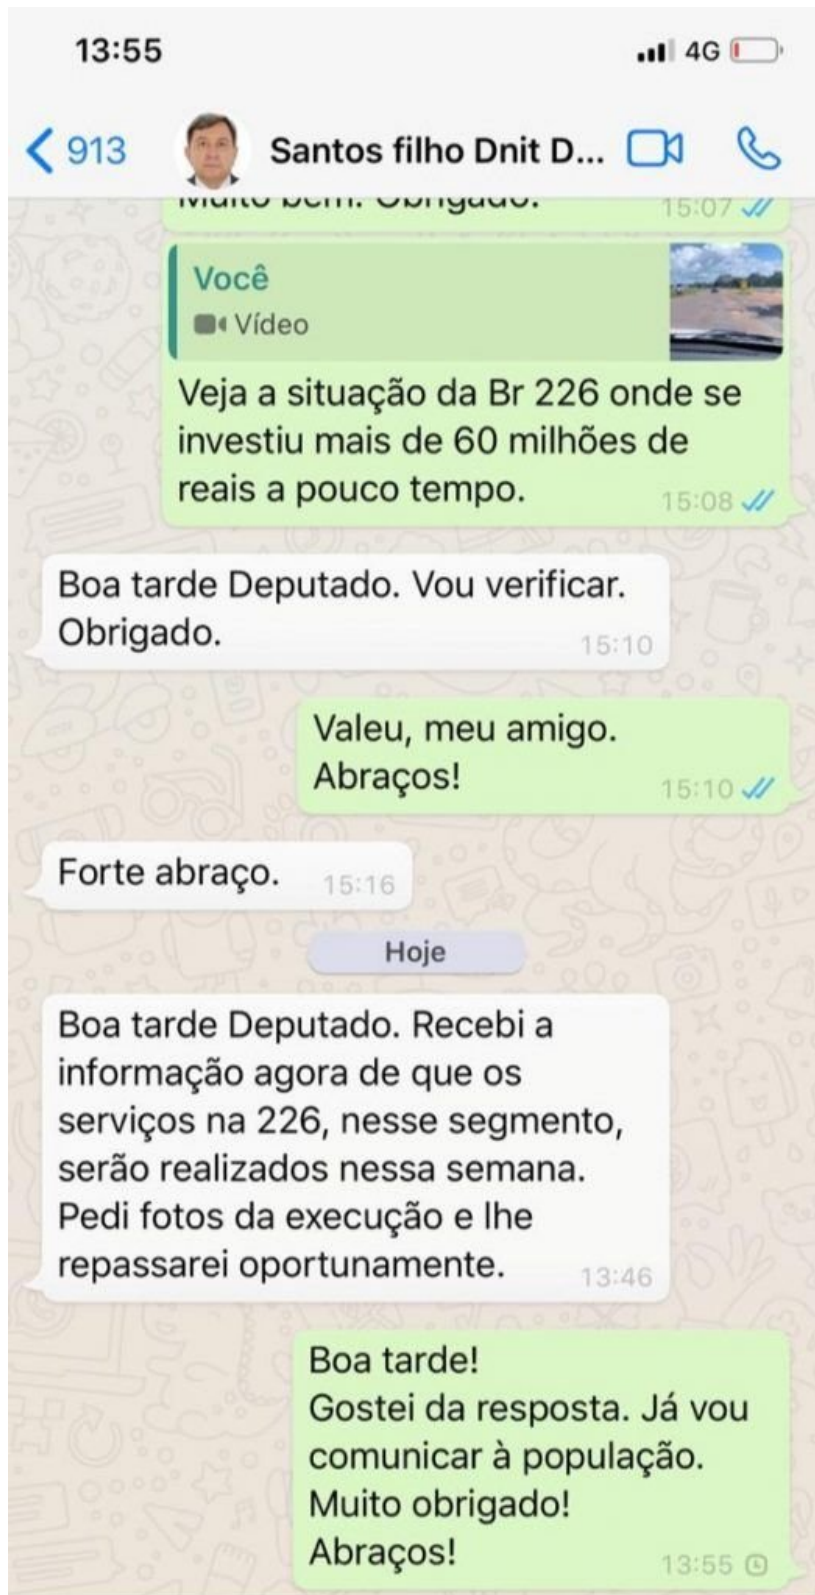 13:55
4G
913
Santos filho Dnit D...
Muito bem. Obrigado.
15:07
Você
Vídeo
Veja a situação da Br 226 onde se
investiu mais de 60 milhões de
reais a pouco tempo.
15:08
Boa tarde Deputado. Vou verificar.
Obrigado.
15:10
Valeu, meu amigo.
Abraços!
15:10
Forte abraço.
15:16
Hoje
Boa tarde Deputado. Recebi a
informação agora de que os
serviços na 226, nesse segmento,
serão realizados nessa semana.
Pedi fotos da execução e lhe
repassarei oportunamente.
13:46
Boa tarde!
Gostei da resposta. Já vou
comunicar à população.
Muito obrigado!
Abraços!
13:55